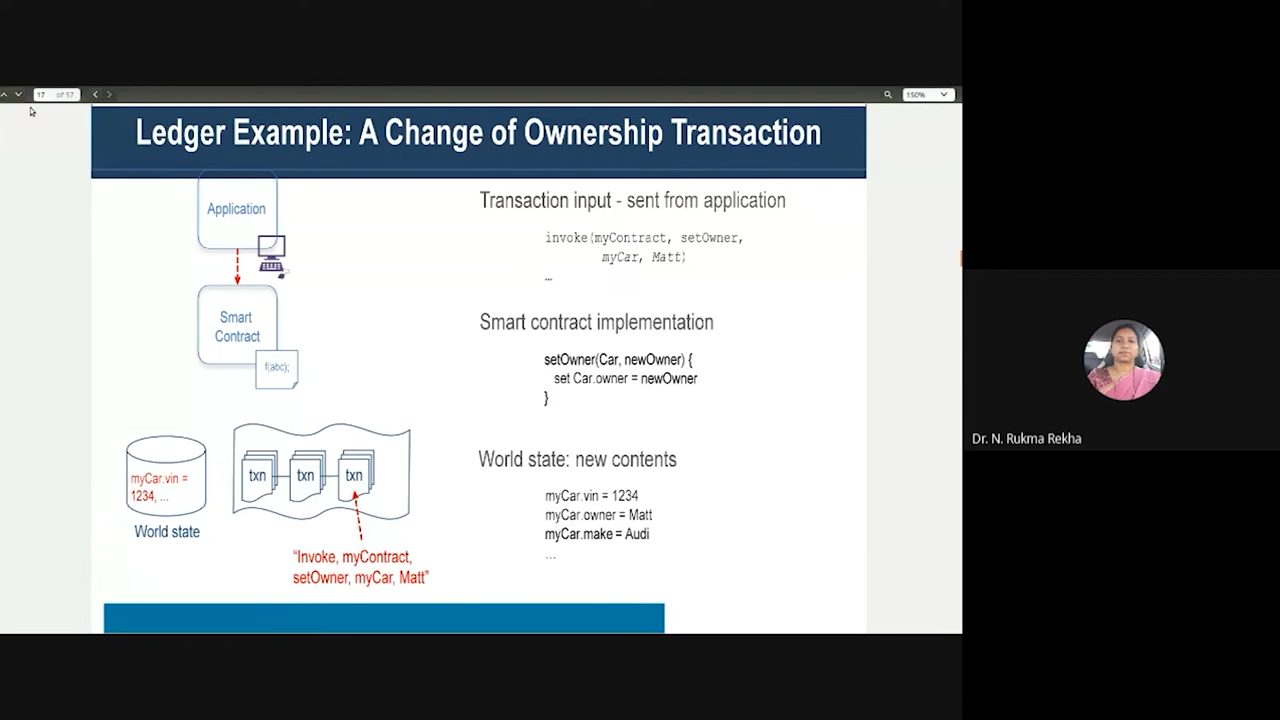 17 of 57
150%
Ledger Example: A Change of Ownership Transaction
Application
Smart
Contract
f(abc);
myCar.vin =
1234, ...
World state
txn
txn
txn
"Invoke, myContract,
setOwner, myCar, Matt"
Transaction input - sent from application
invoke(myContract, setOwner,
myCar, Matt)
...
Smart contract implementation
setOwner(Car, newOwner) {
set Car.owner = newOwner
}
World state: new contents
myCar.vin = 1234
myCar.owner = Matt
myCar.make = Audi
...
Dr. N. Rukma Rekha